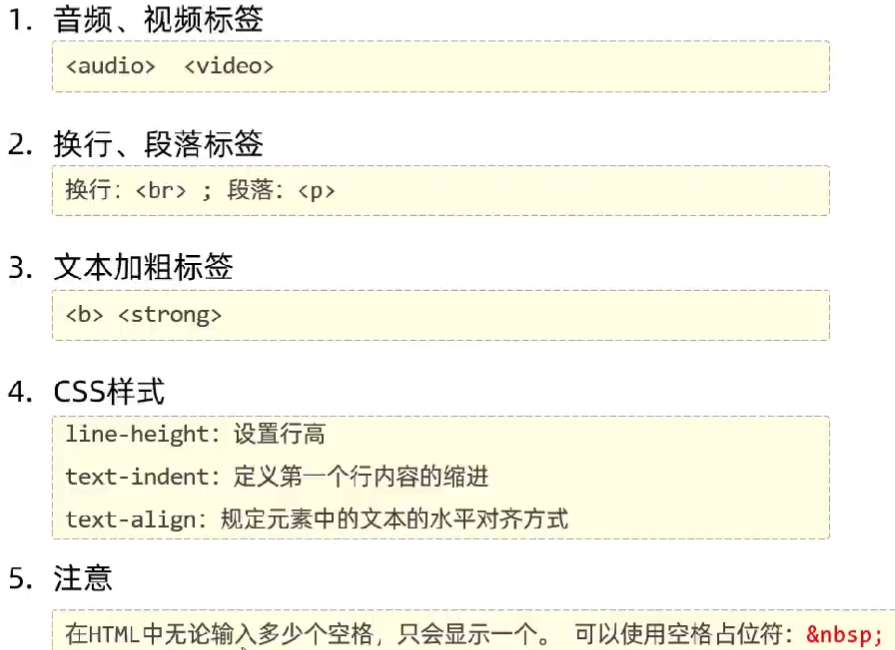 1. 音频、视频标签
<audio>  <video>
2. 换行、段落标签
换行：<br> ; 段落：<p>
3. 文本加粗标签
<b> <strong>
4. CSS样式
line-height：设置行高
text-indent：定义第一个行内容的缩进
text-align：规定元素中的文本的水平对齐方式
5. 注意
在HTML中无论输入多少个空格，只会显示一个。 可以使用空格占位符：&nbsp;